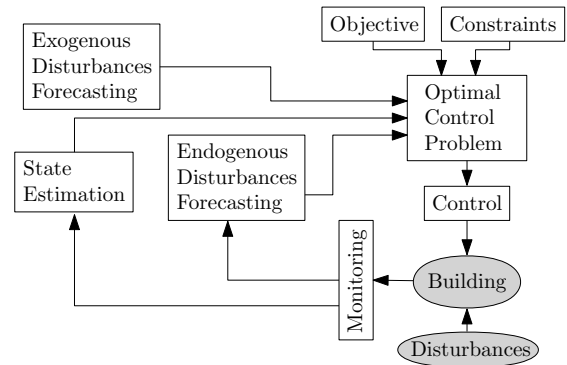 Objective
Constraints
Exogenous
Disturbances
Forecasting
Optimal
Control
Problem
Endogenous
Disturbances
Forecasting
State
Estimation
Control
Monitoring
Building
Disturbances